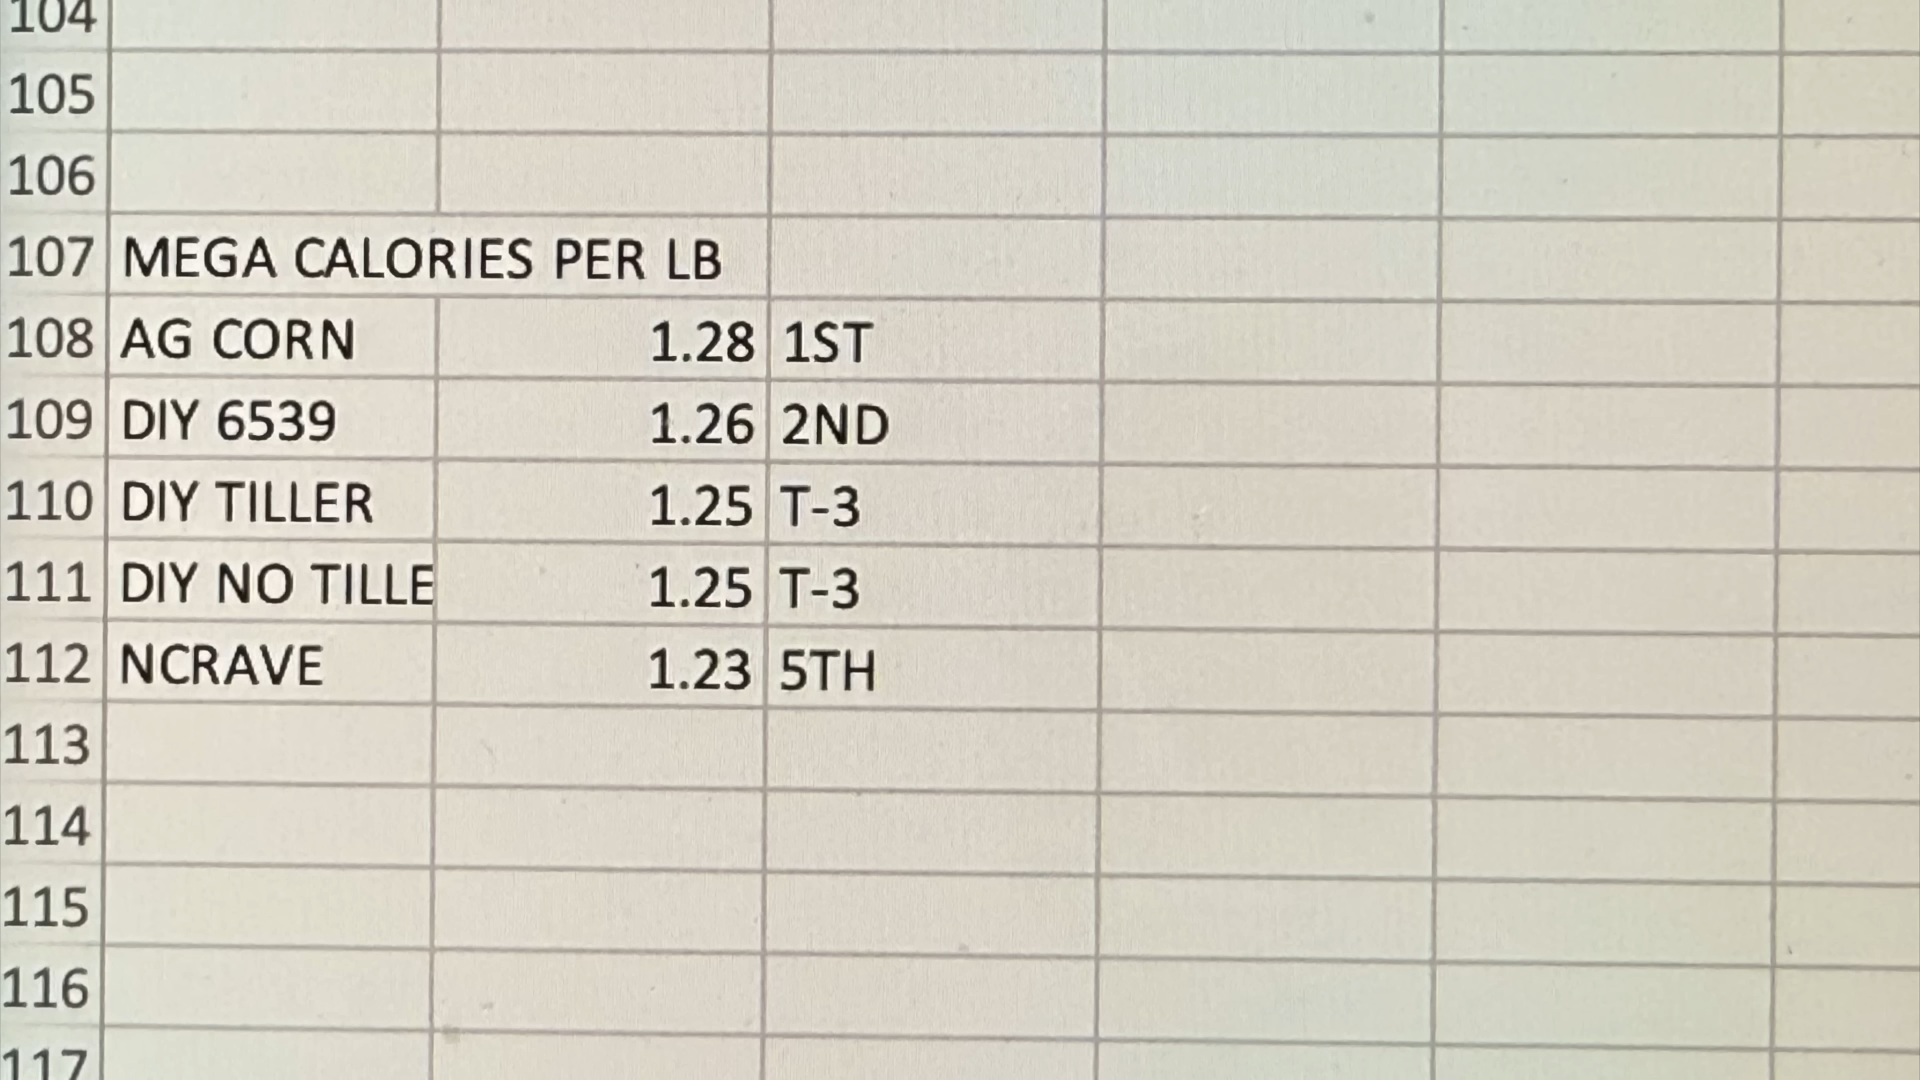 104
105
106
107 MEGA CALORIES PER LB
108 AG CORN 1.28 1ST
109 DIY 6539 1.26 2ND
110 DIY TILLER 1.25 T-3
111 DIY NO TILLE 1.25 T-3
112 NCRAVE 1.23 5TH
113
114
115
116
117